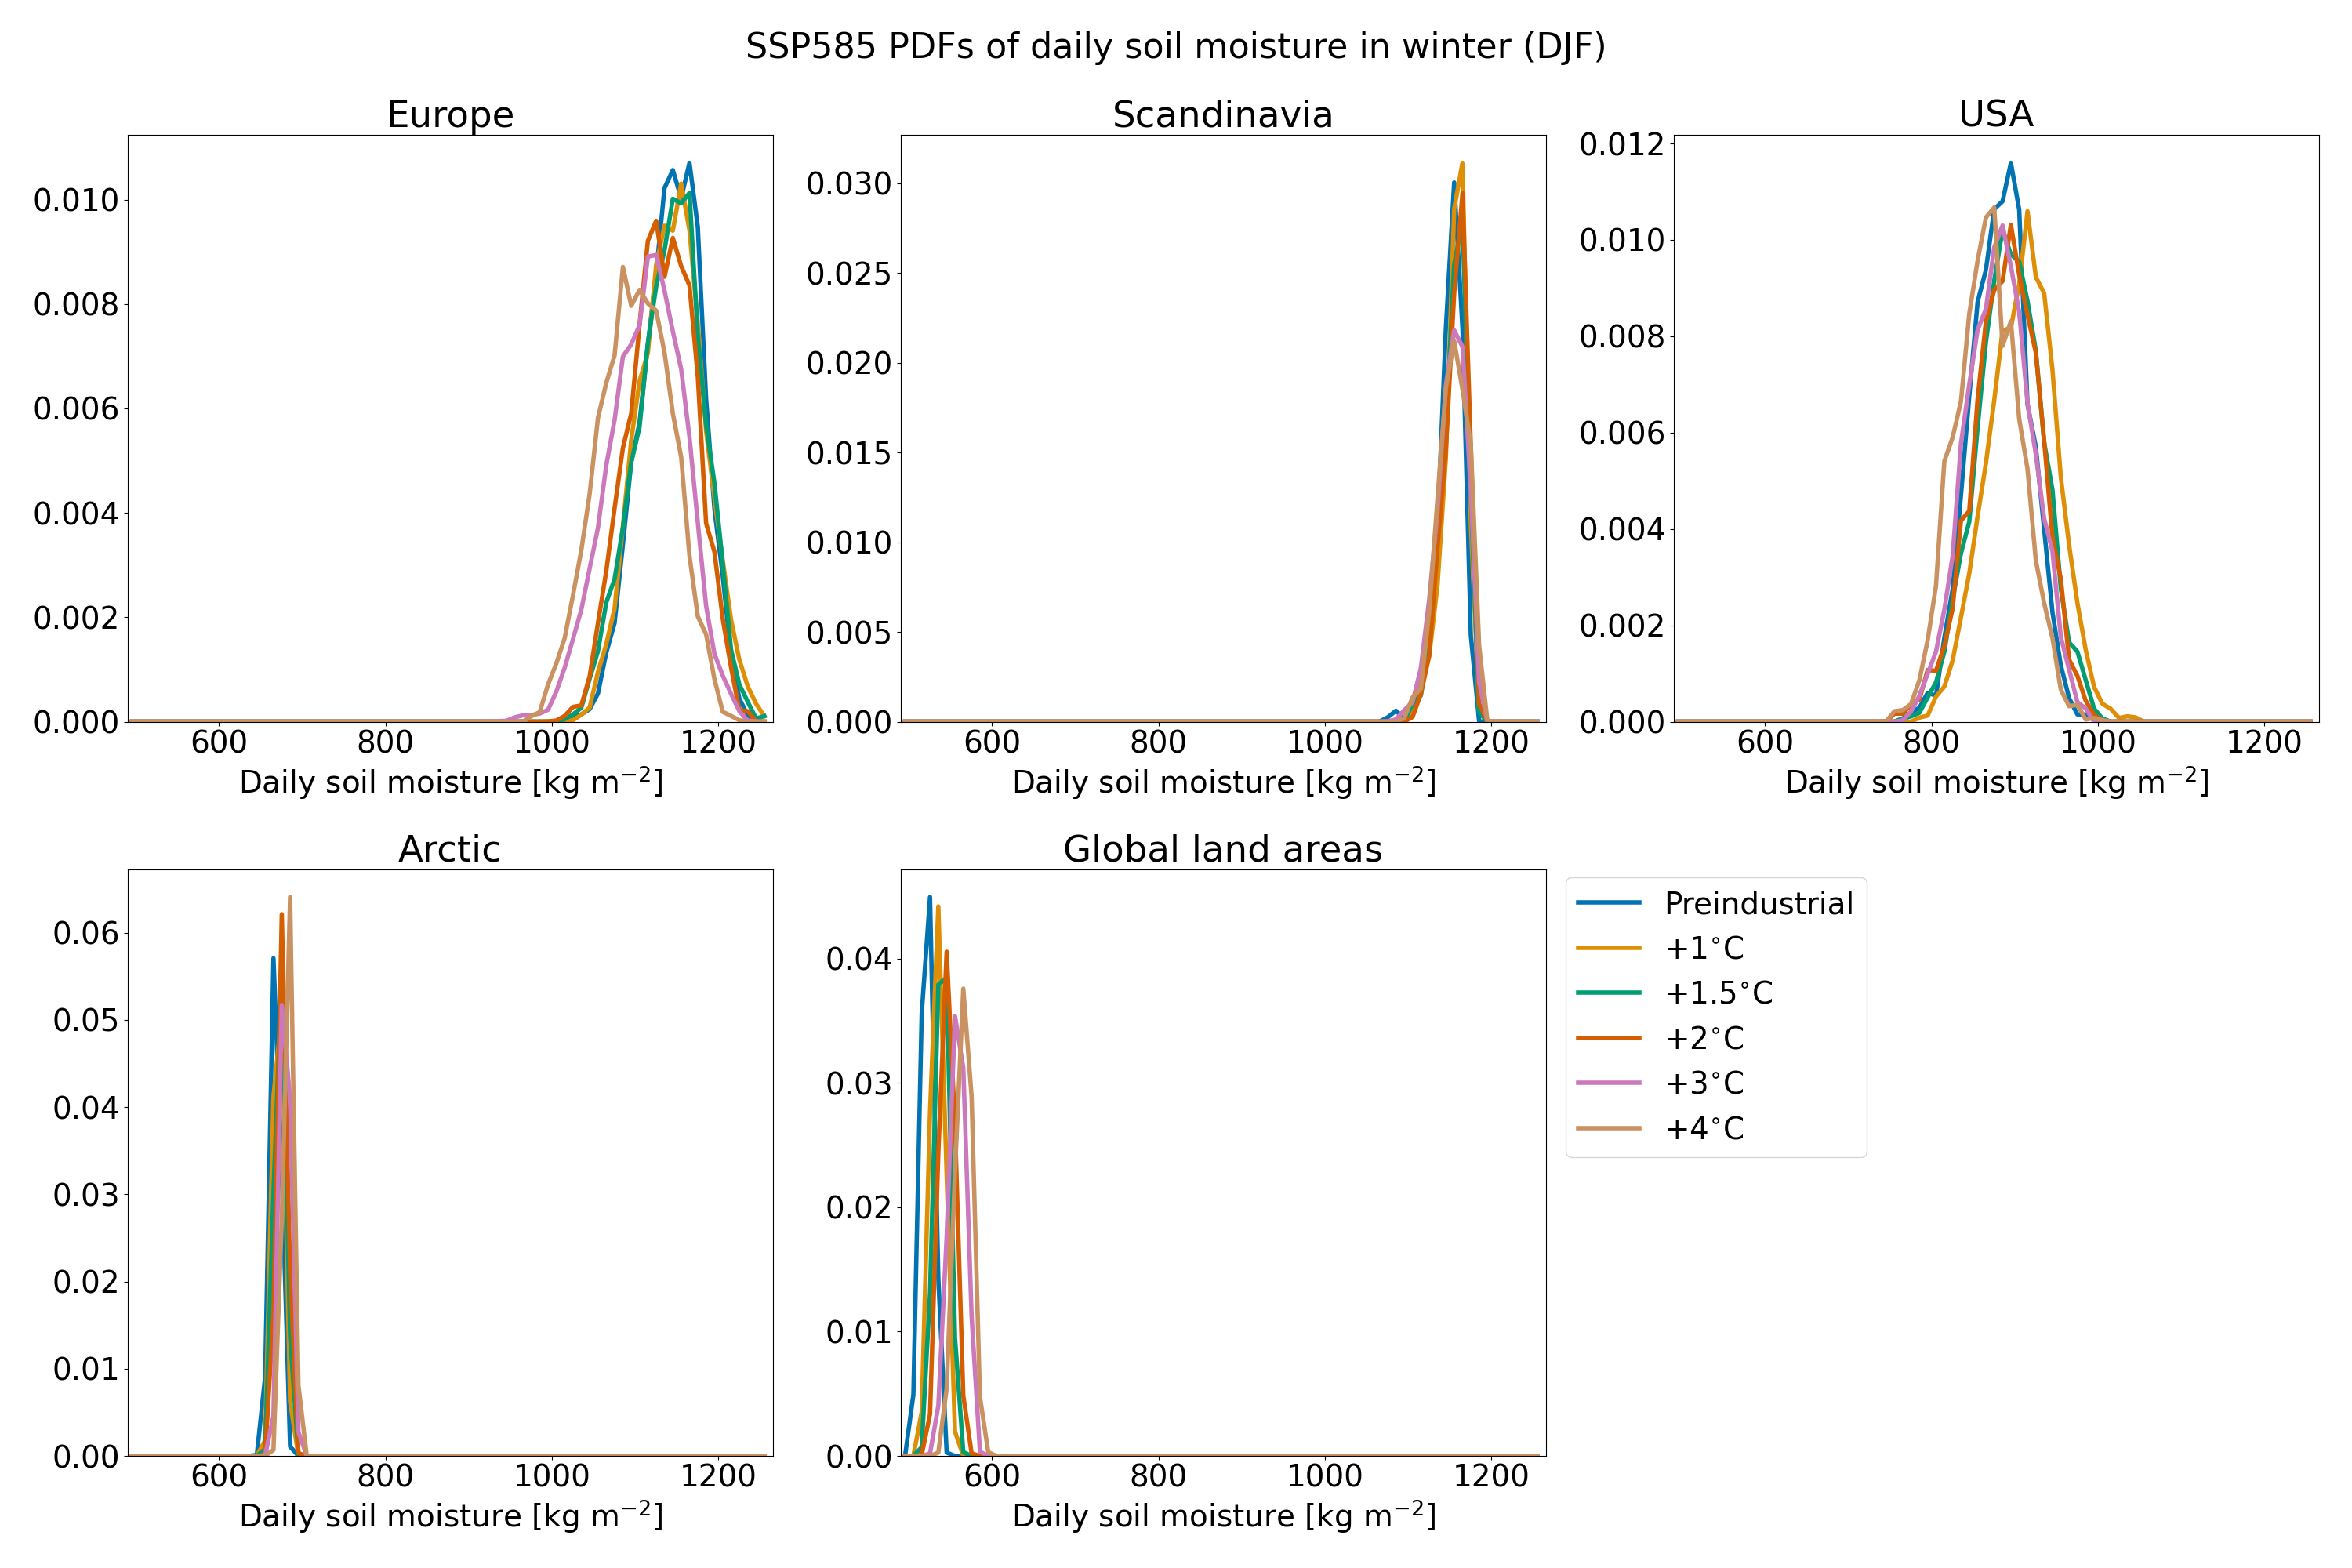 SSP585 PDFs of daily soil moisture in winter (DJF)
Europe
0.010
0.008
0.006
0.004
0.002
0.000
600 800 1000 1200
Daily soil moisture [kg m⁻²]
Scandinavia
0.030
0.025
0.020
0.015
0.010
0.005
0.000
600 800 1000 1200
Daily soil moisture [kg m⁻²]
USA
0.012
0.010
0.008
0.006
0.004
0.002
0.000
600 800 1000 1200
Daily soil moisture [kg m⁻²]
Arctic
0.06
0.05
0.04
0.03
0.02
0.01
0.00
600 800 1000 1200
Daily soil moisture [kg m⁻²]
Global land areas
0.04
0.03
0.02
0.01
0.00
600 800 1000 1200
Daily soil moisture [kg m⁻²]
Preindustrial
+1°C
+1.5°C
+2°C
+3°C
+4°C